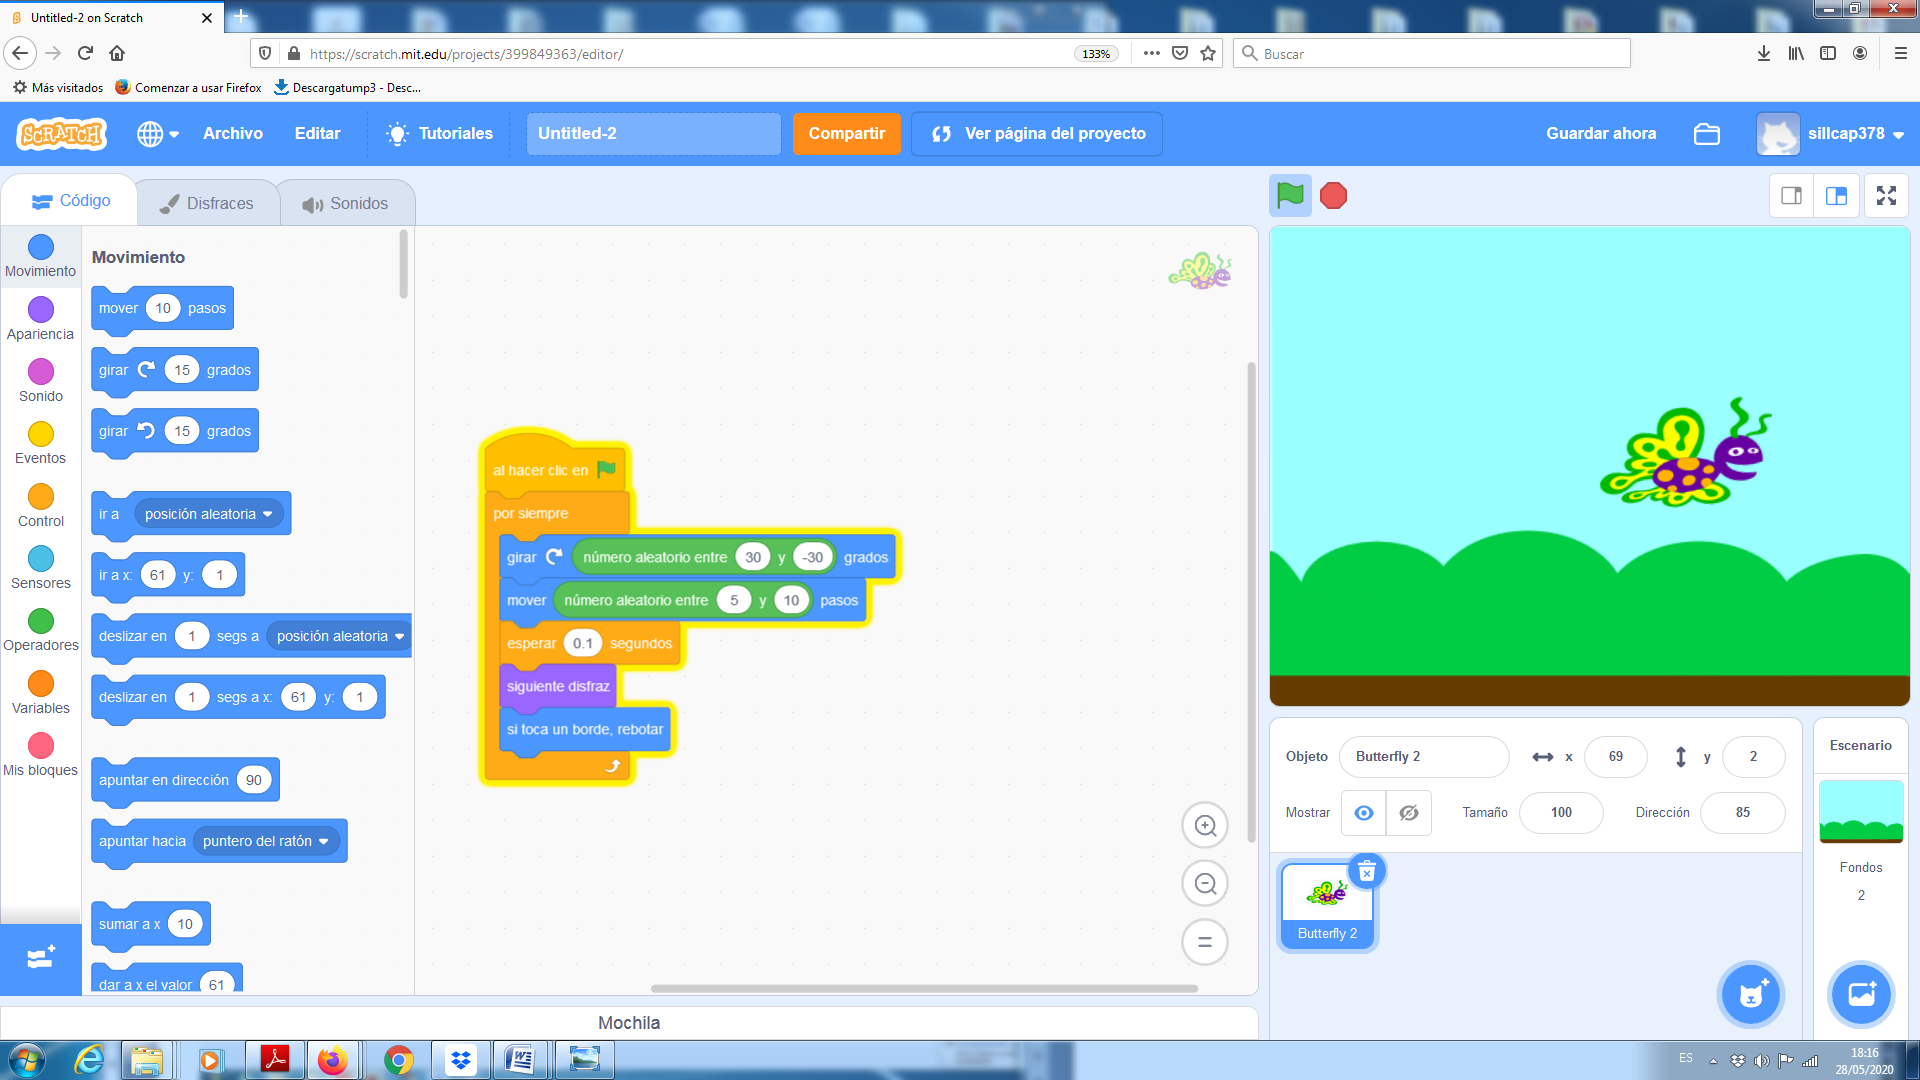 Untitled-2 on Scratch
https://scratch.mit.edu/projects/399849363/editor/
133%
Buscar
Más visitados
Comenzar a usar Firefox
Descargatump3 - Desc...
SCRATCH
Archivo
Editar
Tutoriales
Untitled-2
Compartir
Ver página del proyecto
Guardar ahora
sillcap378
Código
Disfraces
Sonidos
Movimiento
Apariencia
Sonido
Eventos
Control
Sensores
Operadores
Variables
Mis bloques
Movimiento
mover 10 pasos
girar 15 grados
girar 15 grados
ir a posición aleatoria
ir a x: 61 y: 1
deslizar en 1 segs a posición aleatoria
deslizar en 1 segs a x: 61 y: 1
apuntar en dirección 90
apuntar hacia puntero del ratón
sumar a x 10
dar a x el valor 61
al hacer clic en
por siempre
girar número aleatorio entre 30 y -30 grados
mover número aleatorio entre 5 y 10 pasos
esperar 0.1 segundos
siguiente disfraz
si toca un borde, rebotar
Mochila
Objeto Butterfly 2 x 69 y 2
Mostrar Tamaño 100 Dirección 85
Butterfly 2
Escenario
Fondos
2
ES
18:16
28/05/2020